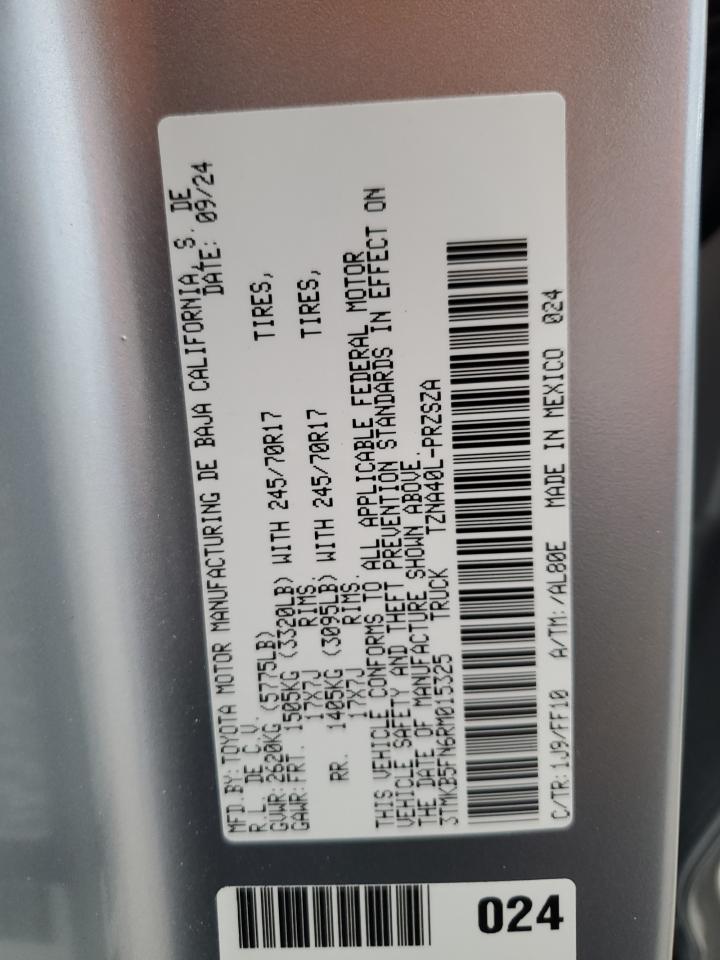 MFD.BY: TOYOTA MOTOR MANUFACTURING DE BAJA CALIFORNIA, S. DE
R.L. DE C.V. DATE: 09/24
GVWR: 2620KG (5775LB)
GAWR: FRT. 1505KG (3320LB) WITH 245/70R17 TIRES,
17X7J RIMS.
RR. 1405KG (3095LB) WITH 245/70R17 TIRES,
17X7J RIMS.
THIS VEHICLE CONFORMS TO ALL APPLICABLE FEDERAL MOTOR
VEHICLE SAFETY AND THEFT PREVENTION STANDARDS IN EFFECT ON
THE DATE OF MANUFACTURE SHOWN ABOVE.
3TMKB5FN6RM015325 TRUCK TZNA40L-PRZSZA
C/TR: 1J9/FF10 A/TM: /AL80E MADE IN MEXICO 024
024